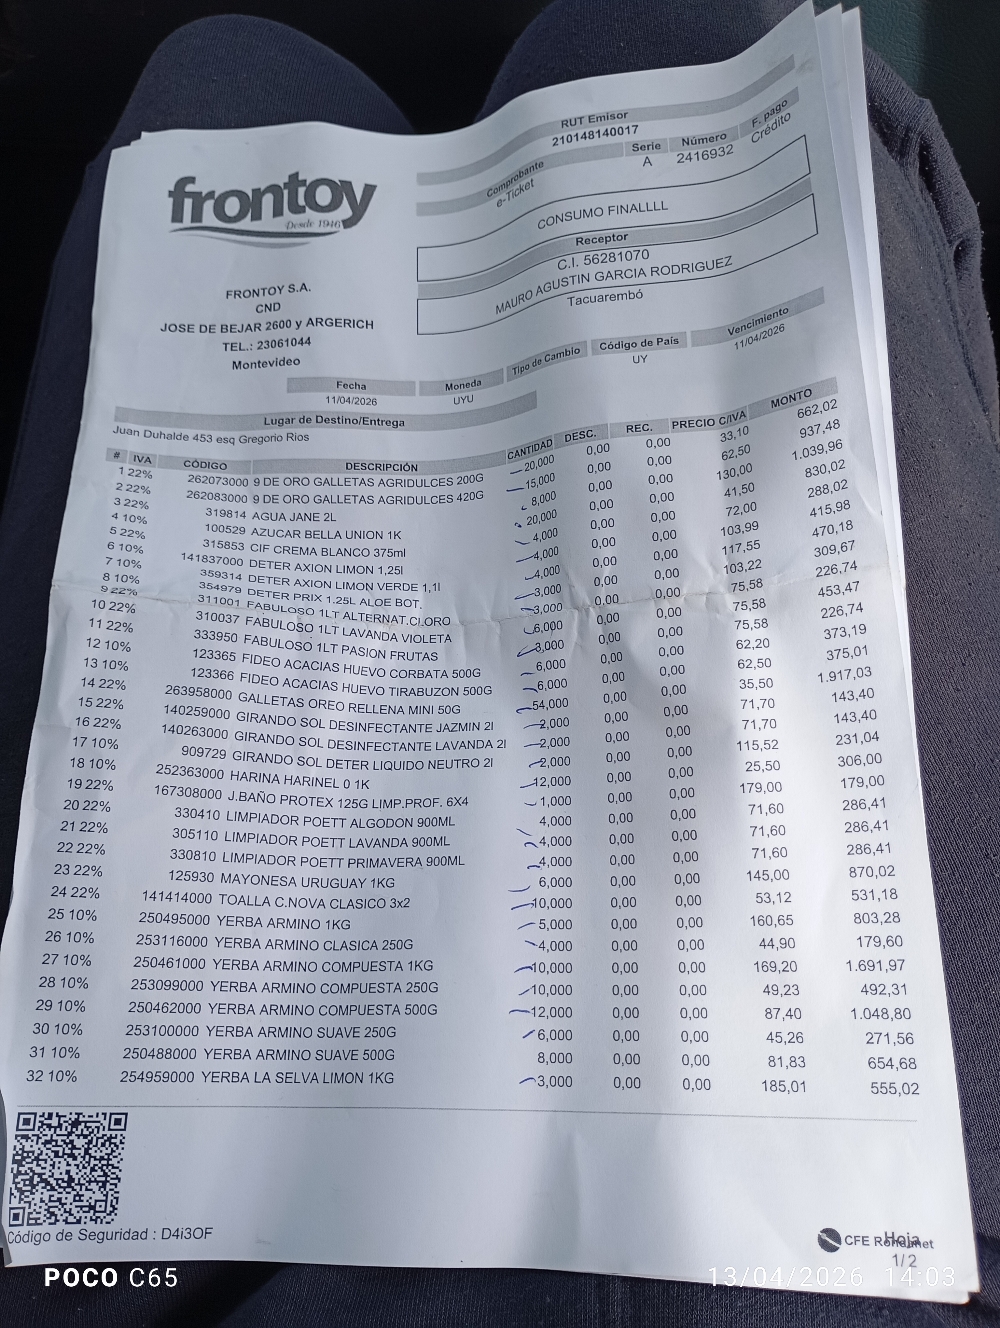 frontoy
Desde 1946
FRONTOY S.A.
CND
JOSE DE BEJAR 2600 y ARGERICH
TEL.: 23061044
Montevideo
RUT Emisor
210148140017
Comprobante Serie Número F. pago
e-Ticket A 2416932 Crédito
CONSUMO FINALLLL
Receptor
C.I. 56281070
MAURO AGUSTIN GARCIA RODRIGUEZ
Tacuarembó
Fecha Moneda Tipo de Cambio Código de País Vencimiento
11/04/2026 UYU UY 11/04/2026
Lugar de Destino/Entrega
Juan Duhalde 453 esq Gregorio Rios
# IVA CÓDIGO DESCRIPCIÓN CANTIDAD DESC. REC. PRECIO C/IVA MONTO
1 22% 262073000 9 DE ORO GALLETAS AGRIDULCES 200G 20,000 0,00 0,00 33,10 662,02
2 22% 262083000 9 DE ORO GALLETAS AGRIDULCES 420G 15,000 0,00 0,00 62,50 937,48
3 22% 319814 AGUA JANE 2L 8,000 0,00 0,00 130,00 1.039,96
4 10% 100529 AZUCAR BELLA UNION 1K 20,000 0,00 0,00 41,50 830,02
5 22% 315853 CIF CREMA BLANCO 375ml 4,000 0,00 0,00 72,00 288,02
6 10% 141837000 DETER AXION LIMON 1,25l 4,000 0,00 0,00 103,99 415,98
7 10% 359314 DETER AXION LIMON VERDE 1,1l 4,000 0,00 0,00 117,55 470,18
8 10% 354979 DETER PRIX 1.25L ALOE BOT. 3,000 0,00 0,00 103,22 309,67
9 22% 311001 FABULOSO 1LT ALTERNAT.CLORO 3,000 0,00 0,00 75,58 226,74
10 22% 310037 FABULOSO 1LT LAVANDA VIOLETA 6,000 0,00 0,00 75,58 453,47
11 22% 333950 FABULOSO 1LT PASION FRUTAS 3,000 0,00 0,00 75,58 226,74
12 10% 123365 FIDEO ACACIAS HUEVO CORBATA 500G 6,000 0,00 0,00 62,20 373,19
13 10% 123366 FIDEO ACACIAS HUEVO TIRABUZON 500G 6,000 0,00 0,00 62,50 375,01
14 22% 263958000 GALLETAS OREO RELLENA MINI 50G 54,000 0,00 0,00 35,50 1.917,03
15 22% 140259000 GIRANDO SOL DESINFECTANTE JAZMIN 2l 2,000 0,00 0,00 71,70 143,40
16 22% 140263000 GIRANDO SOL DESINFECTANTE LAVANDA 2l 2,000 0,00 0,00 71,70 143,40
17 10% 909729 GIRANDO SOL DETER LIQUIDO NEUTRO 2l 2,000 0,00 0,00 115,52 231,04
18 10% 252363000 HARINA HARINEL 0 1K 12,000 0,00 0,00 25,50 306,00
19 22% 167308000 J.BAÑO PROTEX 125G LIMP.PROF. 6X4 1,000 0,00 0,00 179,00 179,00
20 22% 330410 LIMPIADOR POETT ALGODON 900ML 4,000 0,00 0,00 71,60 286,41
21 22% 305110 LIMPIADOR POETT LAVANDA 900ML 4,000 0,00 0,00 71,60 286,41
22 22% 330810 LIMPIADOR POETT PRIMAVERA 900ML 4,000 0,00 0,00 71,60 286,41
23 22% 125930 MAYONESA URUGUAY 1KG 6,000 0,00 0,00 145,00 870,02
24 22% 141414000 TOALLA C.NOVA CLASICO 3x2 10,000 0,00 0,00 53,12 531,18
25 10% 250495000 YERBA ARMINO 1KG 5,000 0,00 0,00 160,65 803,28
26 10% 253116000 YERBA ARMINO CLASICA 250G 4,000 0,00 0,00 44,90 179,60
27 10% 250461000 YERBA ARMINO COMPUESTA 1KG 10,000 0,00 0,00 169,20 1.691,97
28 10% 253099000 YERBA ARMINO COMPUESTA 250G 10,000 0,00 0,00 49,23 492,31
29 10% 250462000 YERBA ARMINO COMPUESTA 500G 12,000 0,00 0,00 87,40 1.048,80
30 10% 253100000 YERBA ARMINO SUAVE 250G 6,000 0,00 0,00 45,26 271,56
31 10% 250488000 YERBA ARMINO SUAVE 500G 8,000 0,00 0,00 81,83 654,68
32 10% 254959000 YERBA LA SELVA LIMON 1KG 3,000 0,00 0,00 185,01 555,02
Código de Seguridad : D4i3OF
CFE
Hoja
1/2
POCO C65
13/04/2026 14:03